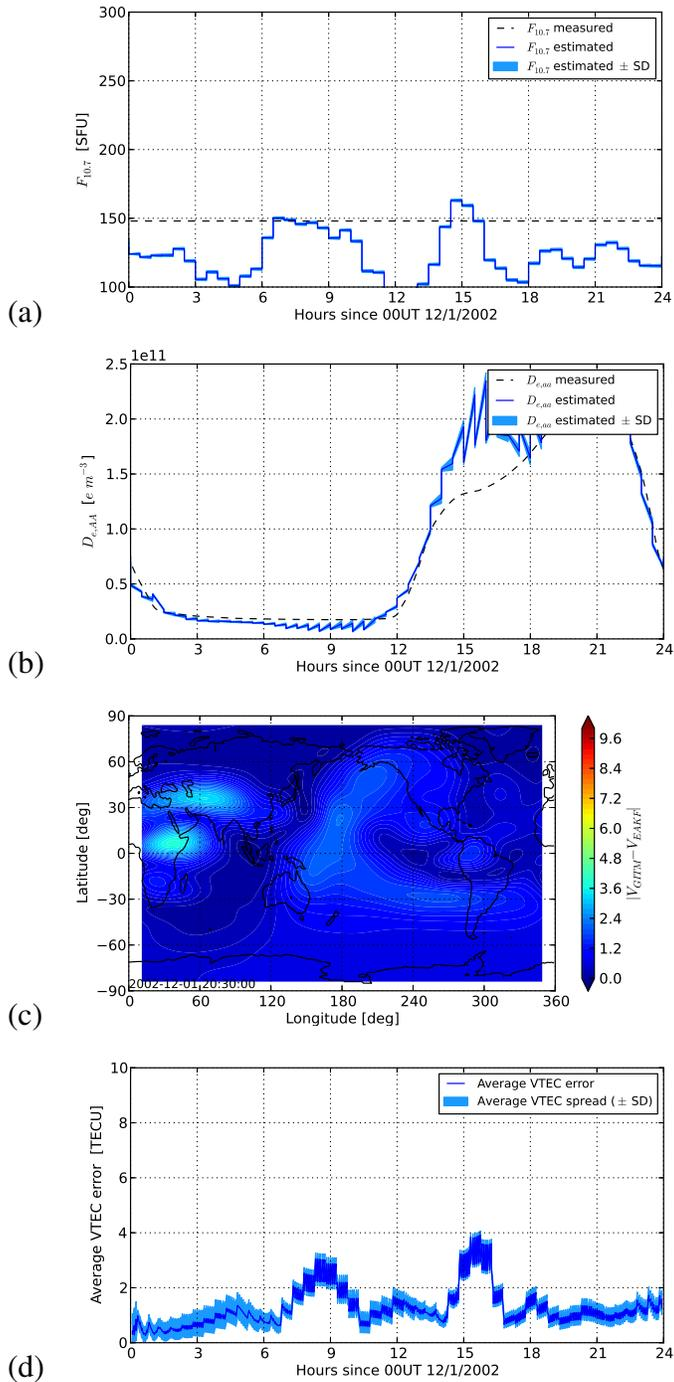 300
250
200
150
100
F10.7 [SFU]
F10.7 measured
F10.7 estimated
F10.7 estimated ± SD
0 3 6 9 12 15 18 21 24
Hours since 00UT 12/1/2002
(a)
1e11
2.5
2.0
1.5
1.0
0.5
0.0
De,AA [e m−3]
De,aa measured
De,aa estimated
De,aa estimated ± SD
0 3 6 9 12 15 18 21 24
Hours since 00UT 12/1/2002
(b)
90
60
30
0
−30
−60
−90
Latitude [deg]
2002-12-01 20:30:00
0 60 120 180 240 300 360
Longitude [deg]
9.6
8.4
7.2
6.0
4.8
3.6
2.4
1.2
0.0
|VGITM−VEAKF|
(c)
10
8
6
4
2
0
Average VTEC error [TECU]
Average VTEC error
Average VTEC spread (± SD)
0 3 6 9 12 15 18 21 24
Hours since 00UT 12/1/2002
(d)